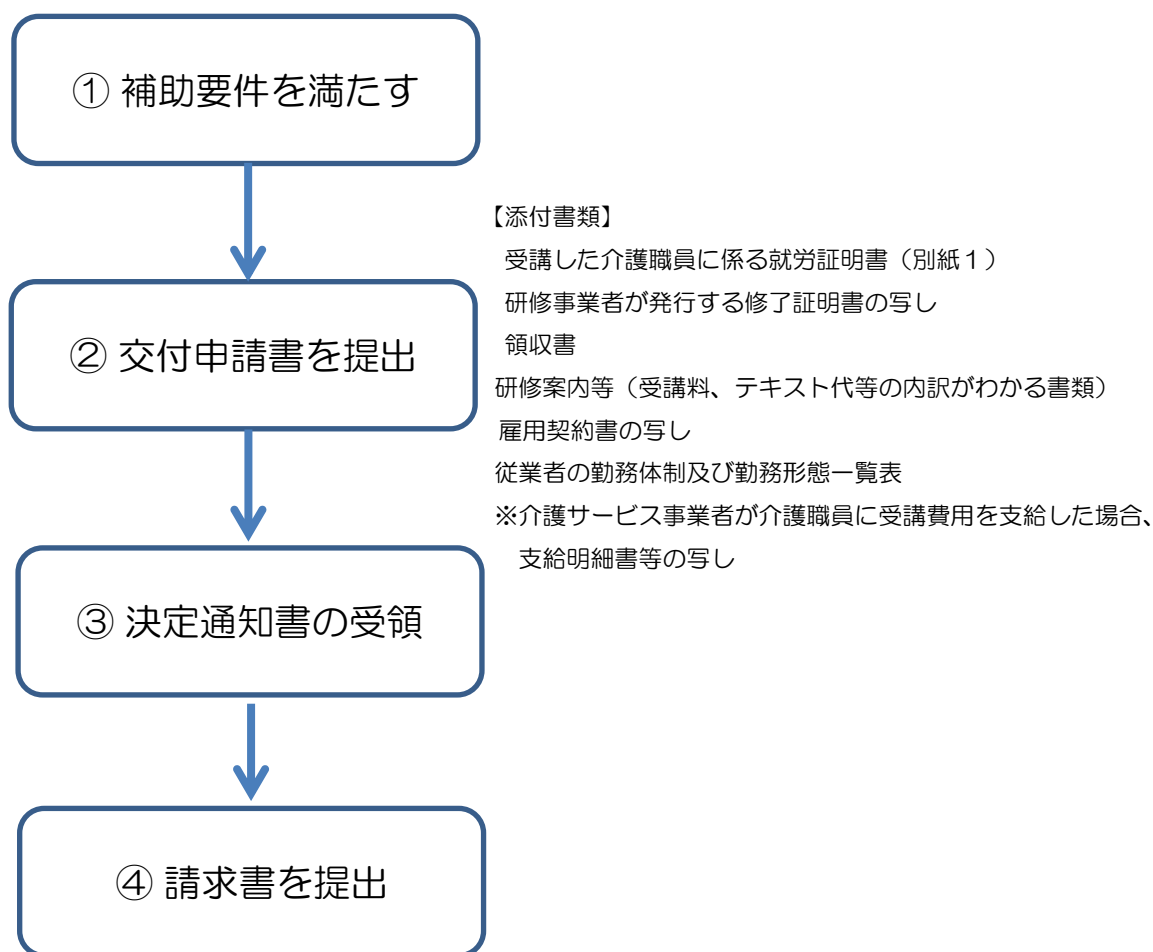 ① 補助要件を満たす
【添付書類】
受講した介護職員に係る就労証明書（別紙１）
研修事業者が発行する修了証明書の写し
② 交付申請書を提出
領収書
研修案内等（受講料、テキスト代等の内訳がわかる書類）
雇用契約書の写し
従業者の勤務体制及び勤務形態一覧表
※介護サービス事業者が介護職員に受講費用を支給した場合、
支給明細書等の写し
③ 決定通知書の受領
④ 請求書を提出